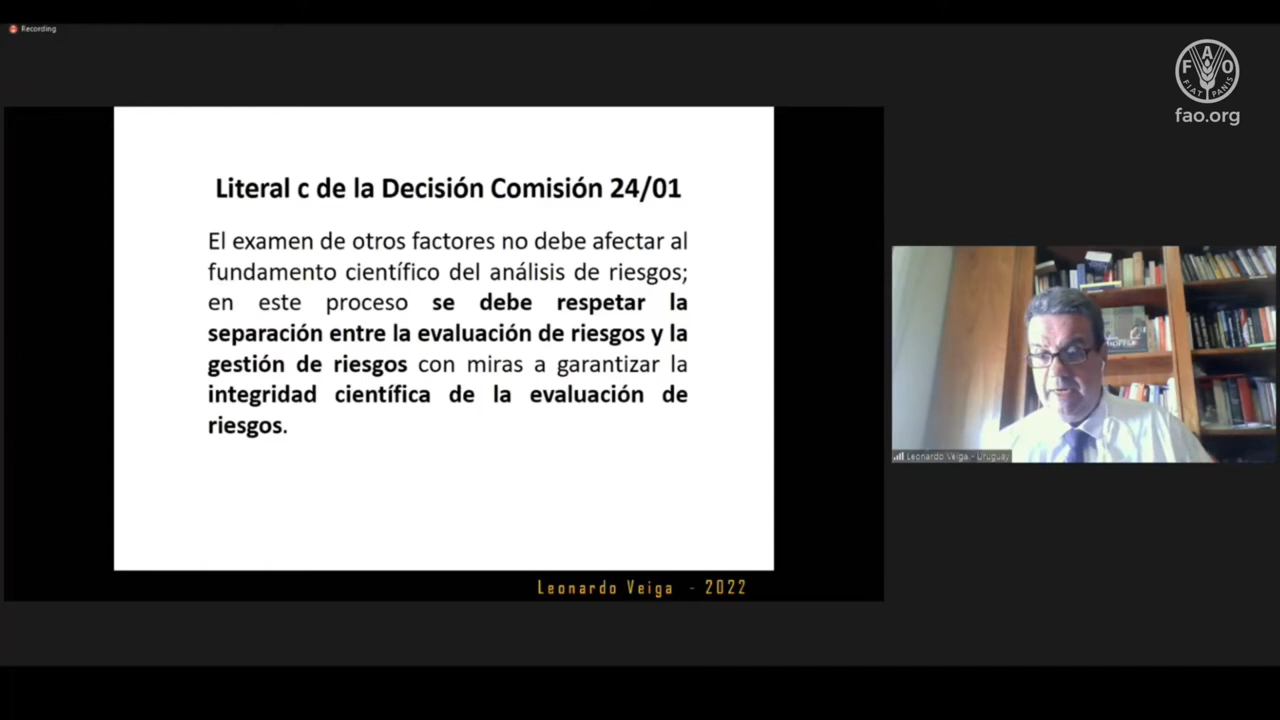 Recording
F A O
FIAT PANIS
fao.org
Literal c de la Decisión Comisión 24/01
El examen de otros factores no debe afectar al
fundamento científico del análisis de riesgos;
en este proceso se debe respetar la
separación entre la evaluación de riesgos y la
gestión de riesgos con miras a garantizar la
integridad científica de la evaluación de
riesgos.
Leonardo Veiga - Uruguay
Leonardo Veiga - 2022